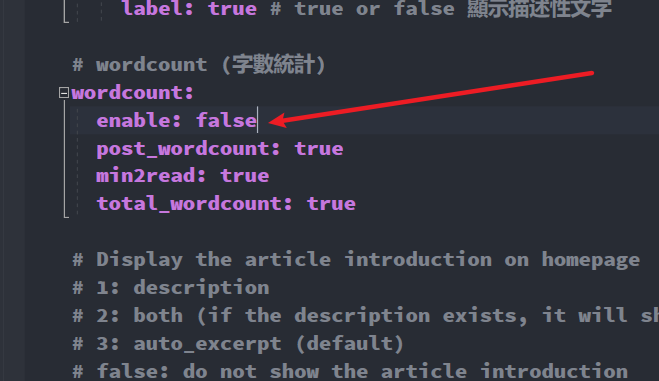 label: true # true or false 顯示描述性文字
# wordcount (字數統計)
wordcount:
enable: false
post_wordcount: true
min2read: true
total_wordcount: true
# Display the article introduction on homepage
# 1: description
# 2: both (if the description exists, it will sh
# 3: auto_excerpt (default)
# false: do not show the article introduction